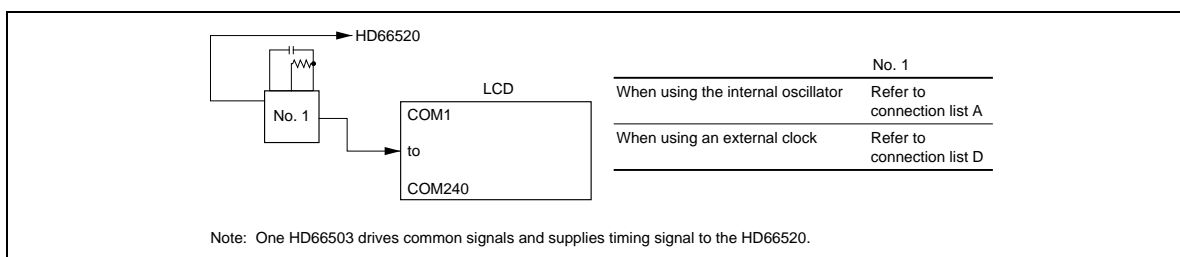 HD66520
No. 1
LCD
COM1
to
COM240
No. 1
When using the internal oscillator Refer to
connection list A
When using an external clock Refer to
connection list D
Note: One HD66503 drives common signals and supplies timing signal to the HD66520.